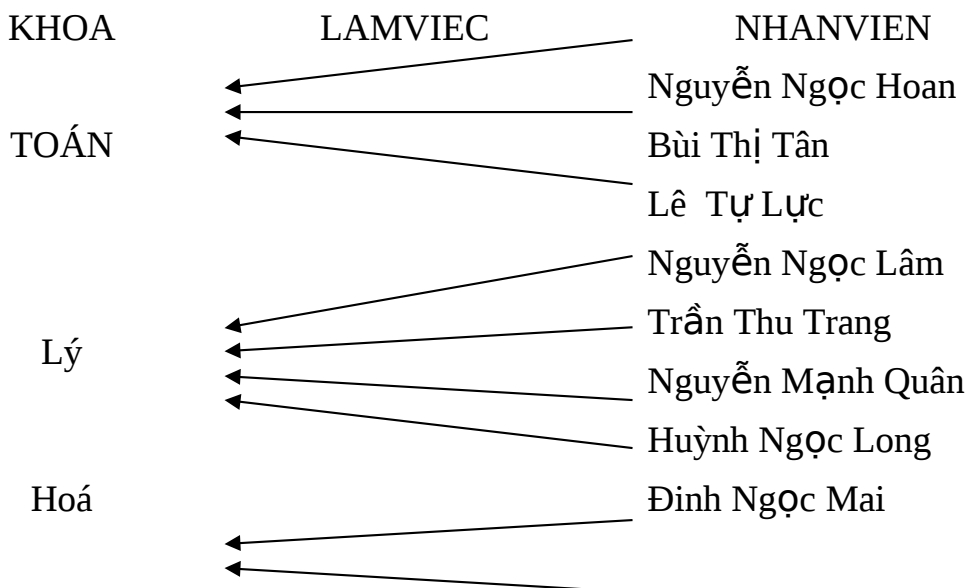 KHOA LAMVIEC NHANVIEN
Nguyễn Ngọc Hoan
TOÁN Bùi Thị Tân
Lê Tự Lực
Nguyễn Ngọc Lâm
Trần Thu Trang
Lý
Nguyễn Mạnh Quân
Huỳnh Ngọc Long
Hoá Đinh Ngọc Mai